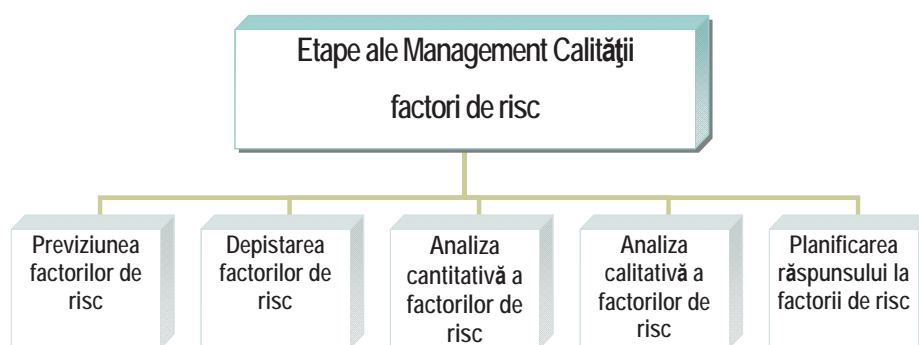 Etape ale Management Calităţii
factori de risc
Previziunea
factorilor de
risc
Depistarea
factorilor de
risc
Analiza
cantitativă a
factorilor de
risc
Analiza
calitativă a
factorilor de
risc
Planificarea
răspunsului la
factorii de risc